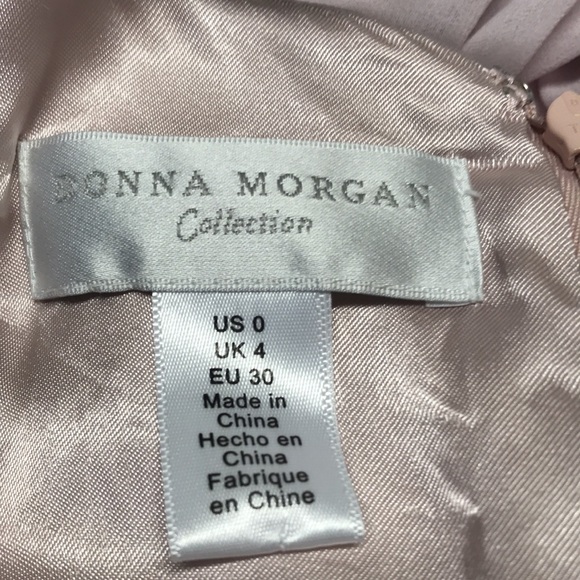 DONNA MORGAN
Collection
US 0
UK 4
EU 30
Made in
China
Hecho en
China
Fabrique
en Chine